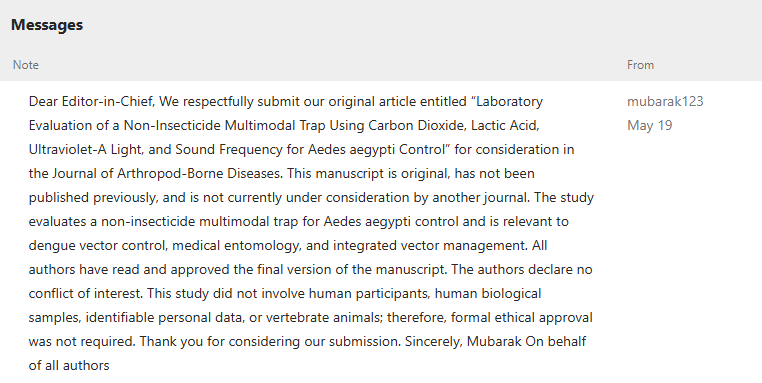 Messages
Note From
Dear Editor-in-Chief, We respectfully submit our original article entitled “Laboratory mubarak123
Evaluation of a Non-Insecticide Multimodal Trap Using Carbon Dioxide, Lactic Acid, May 19
Ultraviolet-A Light, and Sound Frequency for Aedes aegypti Control” for consideration in
the Journal of Arthropod-Borne Diseases. This manuscript is original, has not been
published previously, and is not currently under consideration by another journal. The study
evaluates a non-insecticide multimodal trap for Aedes aegypti control and is relevant to
dengue vector control, medical entomology, and integrated vector management. All
authors have read and approved the final version of the manuscript. The authors declare no
conflict of interest. This study did not involve human participants, human biological
samples, identifiable personal data, or vertebrate animals; therefore, formal ethical approval
was not required. Thank you for considering our submission. Sincerely, Mubarak On behalf
of all authors